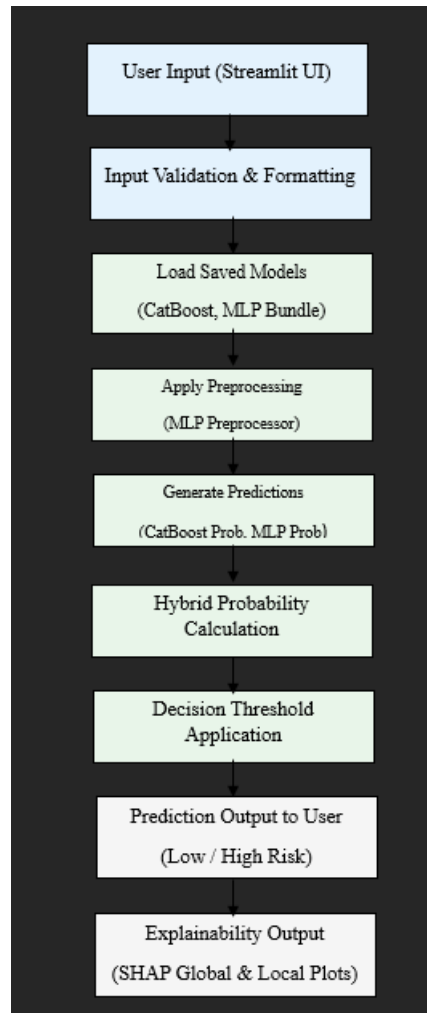 User Input (Streamlit UI)
Input Validation & Formatting
Load Saved Models
(CatBoost, MLP Bundle)
Apply Preprocessing
(MLP Preprocessor)
Generate Predictions
(CatBoost Prob, MLP Prob)
Hybrid Probability
Calculation
Decision Threshold
Application
Prediction Output to User
(Low / High Risk)
Explainability Output
(SHAP Global & Local Plots)